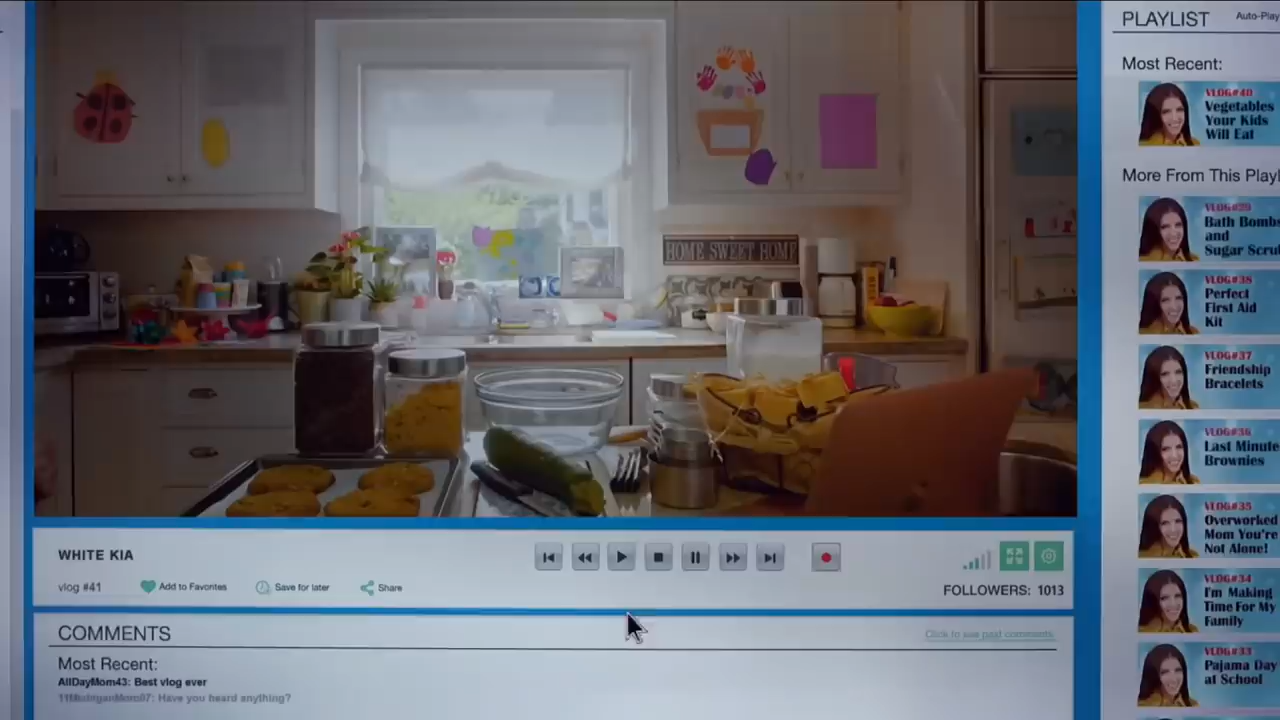 PLAYLIST
Auto-Play
Most Recent:
VLOG#40
Vegetables
Your Kids
Will Eat
More From This Playl
VLOG#29
Bath Bombs
and
Sugar Scru
VLOG#38
Perfect
First Aid
Kit
VLOG#37
Friendship
Bracelets
VLOG#36
Last Minute
Brownies
VLOG#35
Overworked
Mom You're
Not Alone!
VLOG#34
I'm Making
Time For My
Family
VLOG#33
Pajama Day
at School
HOME SWEET HOME
WHITE KIA
vlog #41
Add to Favorites
Save for later
Share
FOLLOWERS: 1013
COMMENTS
Click to see past comments.
Most Recent:
AllDayMom43: Best vlog ever
Have you heard anything?